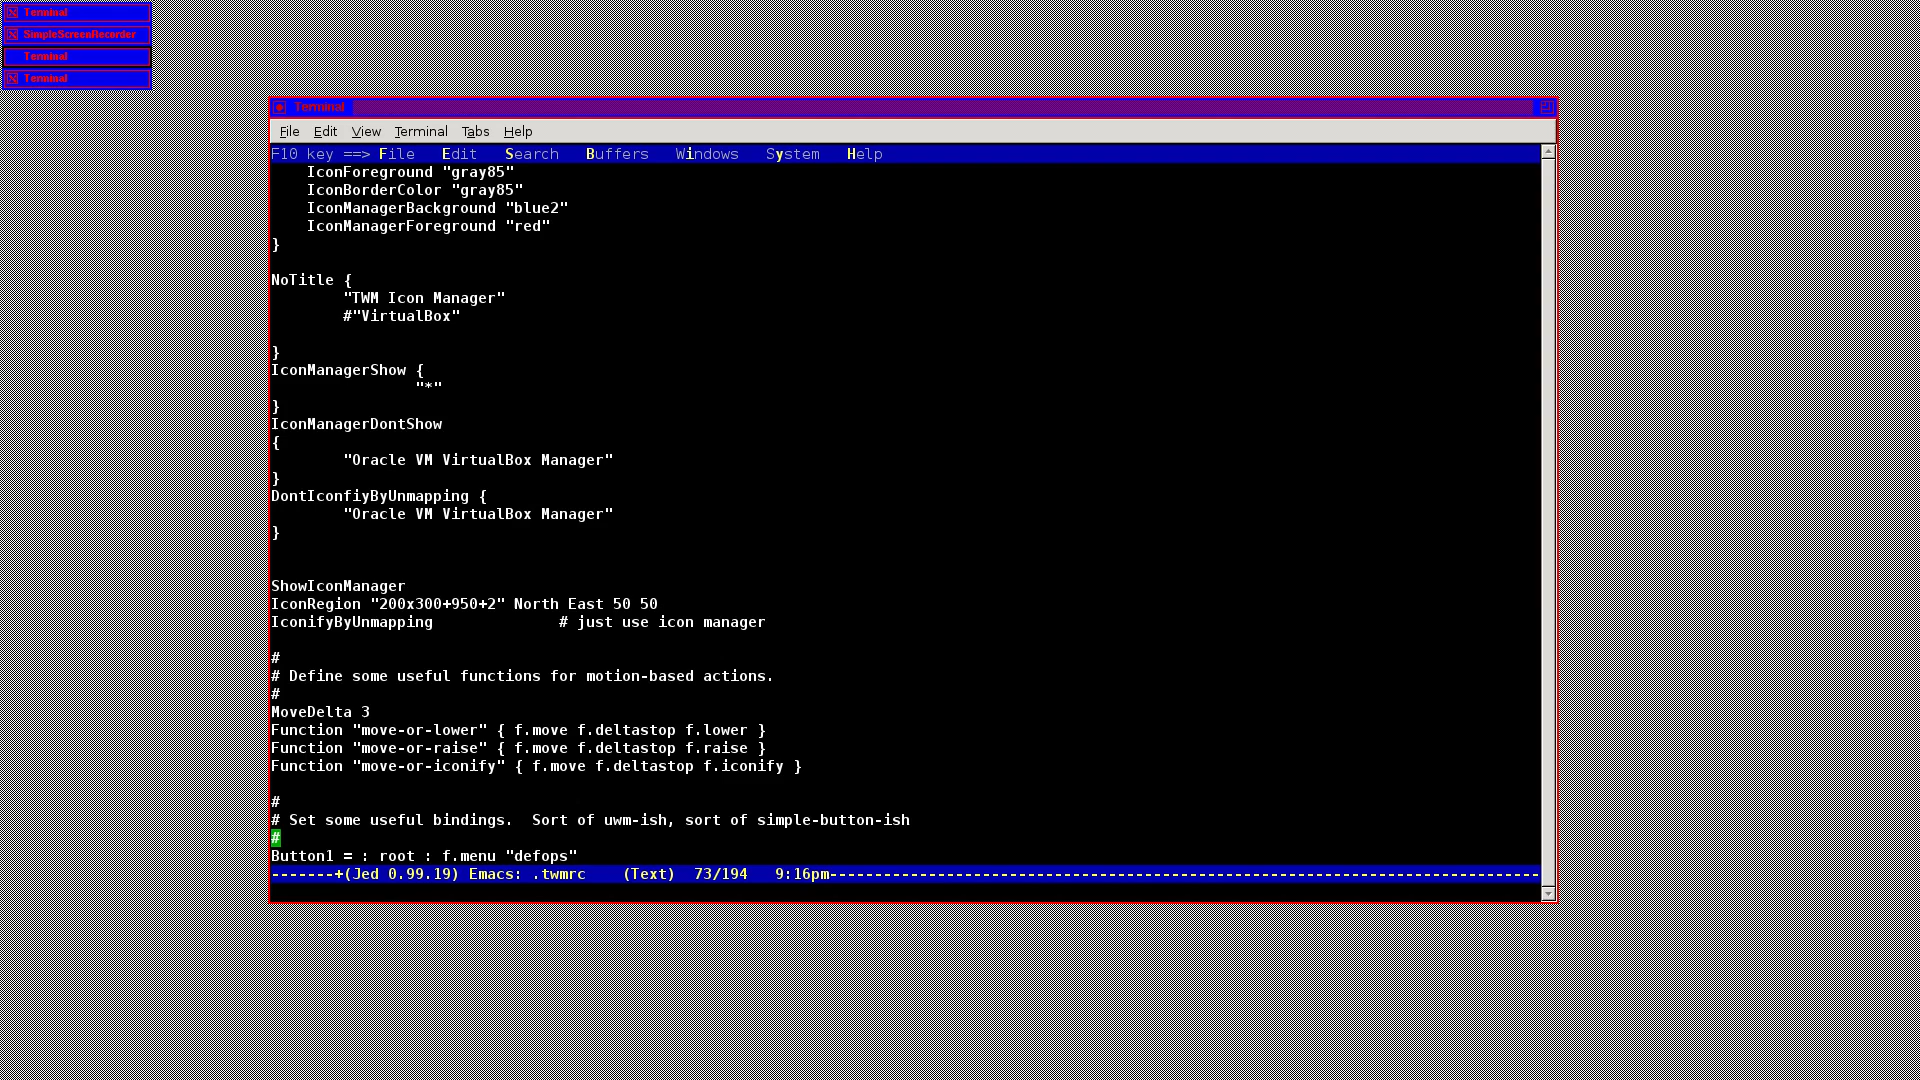 Terminal
SimpleScreenRecorder
Terminal
Terminal
Terminal
File Edit View Terminal Tabs Help
F10 key ==> File Edit Search Buffers Windows System Help
IconForeground "gray85"
IconBorderColor "gray85"
IconManagerBackground "blue2"
IconManagerForeground "red"
}
NoTitle {
"TWM Icon Manager"
#"VirtualBox"
}
IconManagerShow {
"*"
}
IconManagerDontShow
{
"Oracle VM VirtualBox Manager"
}
DontIconfiyByUnmapping {
"Oracle VM VirtualBox Manager"
}
ShowIconManager
IconRegion "200x300+950+2" North East 50 50
IconifyByUnmapping # just use icon manager
#
# Define some useful functions for motion-based actions.
#
MoveDelta 3
Function "move-or-lower" { f.move f.deltastop f.lower }
Function "move-or-raise" { f.move f.deltastop f.raise }
Function "move-or-iconify" { f.move f.deltastop f.iconify }
#
# Set some useful bindings.  Sort of uwm-ish, sort of simple-button-ish
#
Button1 = : root : f.menu "defops"
-------+(Jed 0.99.19) Emacs: .twmrc (Text) 73/194 9:16pm-------------------------------------------------------------------------------